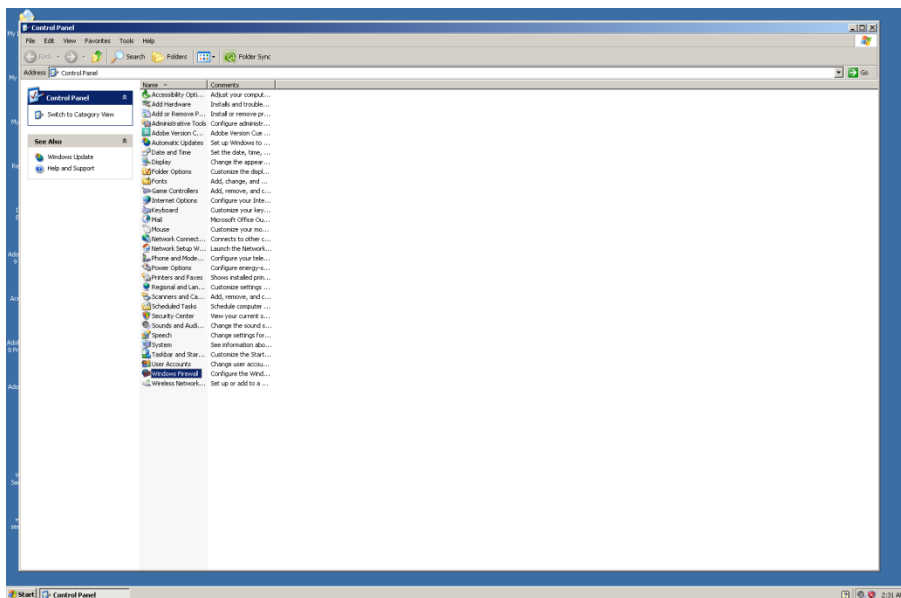 Control Panel
File Edit View Favorites Tools Help
Back Search Folders Folder Sync
Address Control Panel Go
Name Comments
Control Panel
Switch to Category View
See Also
Windows Update
Help and Support
Accessibility Opti... Adjust your comput...
Add Hardware Installs and trouble...
Add or Remove P... Install or remove pr...
Administrative Tools Configure administr...
Adobe Version C... Adobe Version Cue ...
Automatic Updates Set up Windows to ...
Date and Time Set the date, time, ...
Display Change the appear...
Folder Options Customize the displ...
Fonts Add, change, and ...
Game Controllers Add, remove, and c...
Internet Options Configure your Inte...
Keyboard Customize your key...
Mail Microsoft Office Ou...
Mouse Customize your mo...
Network Connect... Connects to other c...
Network Setup W... Launch the Network...
Phone and Mode... Configure your tele...
Power Options Configure energy-s...
Printers and Faxes Shows installed prin...
Regional and Lan... Customize settings ...
Scanners and Ca... Add, remove, and c...
Scheduled Tasks Schedule computer ...
Security Center View your current s...
Sounds and Audi... Change the sound s...
Speech Change settings for...
System See information abo...
Taskbar and Star... Customize the Start...
User Accounts Change user accou...
Windows Firewall Configure the Wind...
Wireless Network... Set up or add to a ...
Start Control Panel 2:31 AM